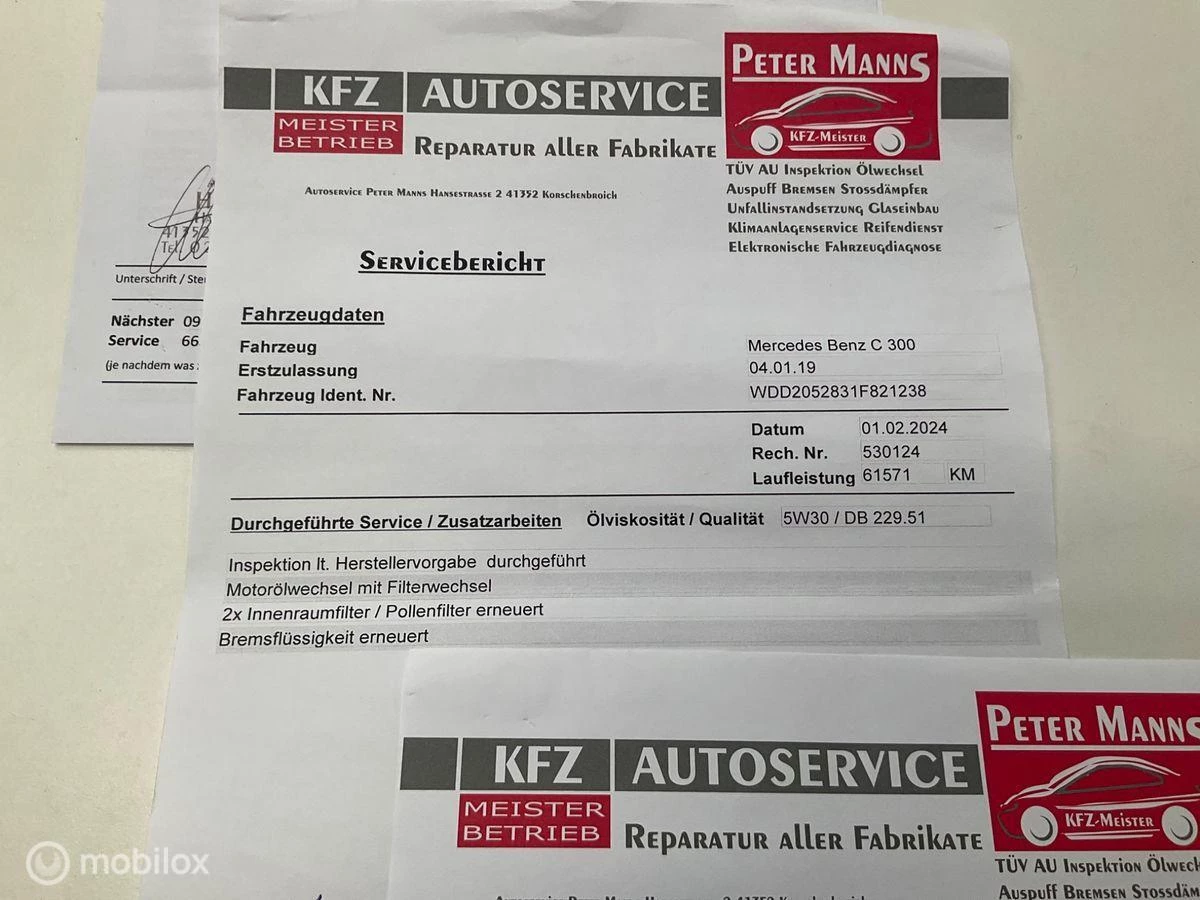 KFZ AUTOSERVICE
MEISTER
BETRIEB
REPARATUR ALLER FABRIKATE
PETER MANNS
KFZ-MEISTER
TÜV AU INSPEKTION ÖLWECHSEL
AUSPUFF BREMSEN STOSSDÄMPFER
UNFALLINSTANDSETZUNG GLASEINBAU
KLIMAANLAGENSERVICE REIFENDIENST
ELEKTRONISCHE FAHRZEUGDIAGNOSE
AUTOSERVICE PETER MANNS HANSESTRASSE 2 41352 KORSCHENBROICH
SERVICEBERICHT
Fahrzeugdaten
Fahrzeug Mercedes Benz C 300
Erstzulassung 04.01.19
Fahrzeug Ident. Nr. WDD2052831F821238
Datum 01.02.2024
Rech. Nr. 530124
Laufleistung 61571 KM
Durchgeführte Service / Zusatzarbeiten Ölviskosität / Qualität 5W30 / DB 229.51
Inspektion lt. Herstellervorgabe durchgeführt
Motorölwechsel mit Filterwechsel
2x Innenraumfilter / Pollenfilter erneuert
Bremsflüssigkeit erneuert
41352
Unterschrift /
Nächster 09
Service 66
(je nachdem was
KFZ AUTOSERVICE
MEISTER
BETRIEB
REPARATUR ALLER FABRIKATE
PETER MANNS
KFZ-MEISTER
TÜV AU INSPEKTION
AUSPUFF BREMSEN
mobilox